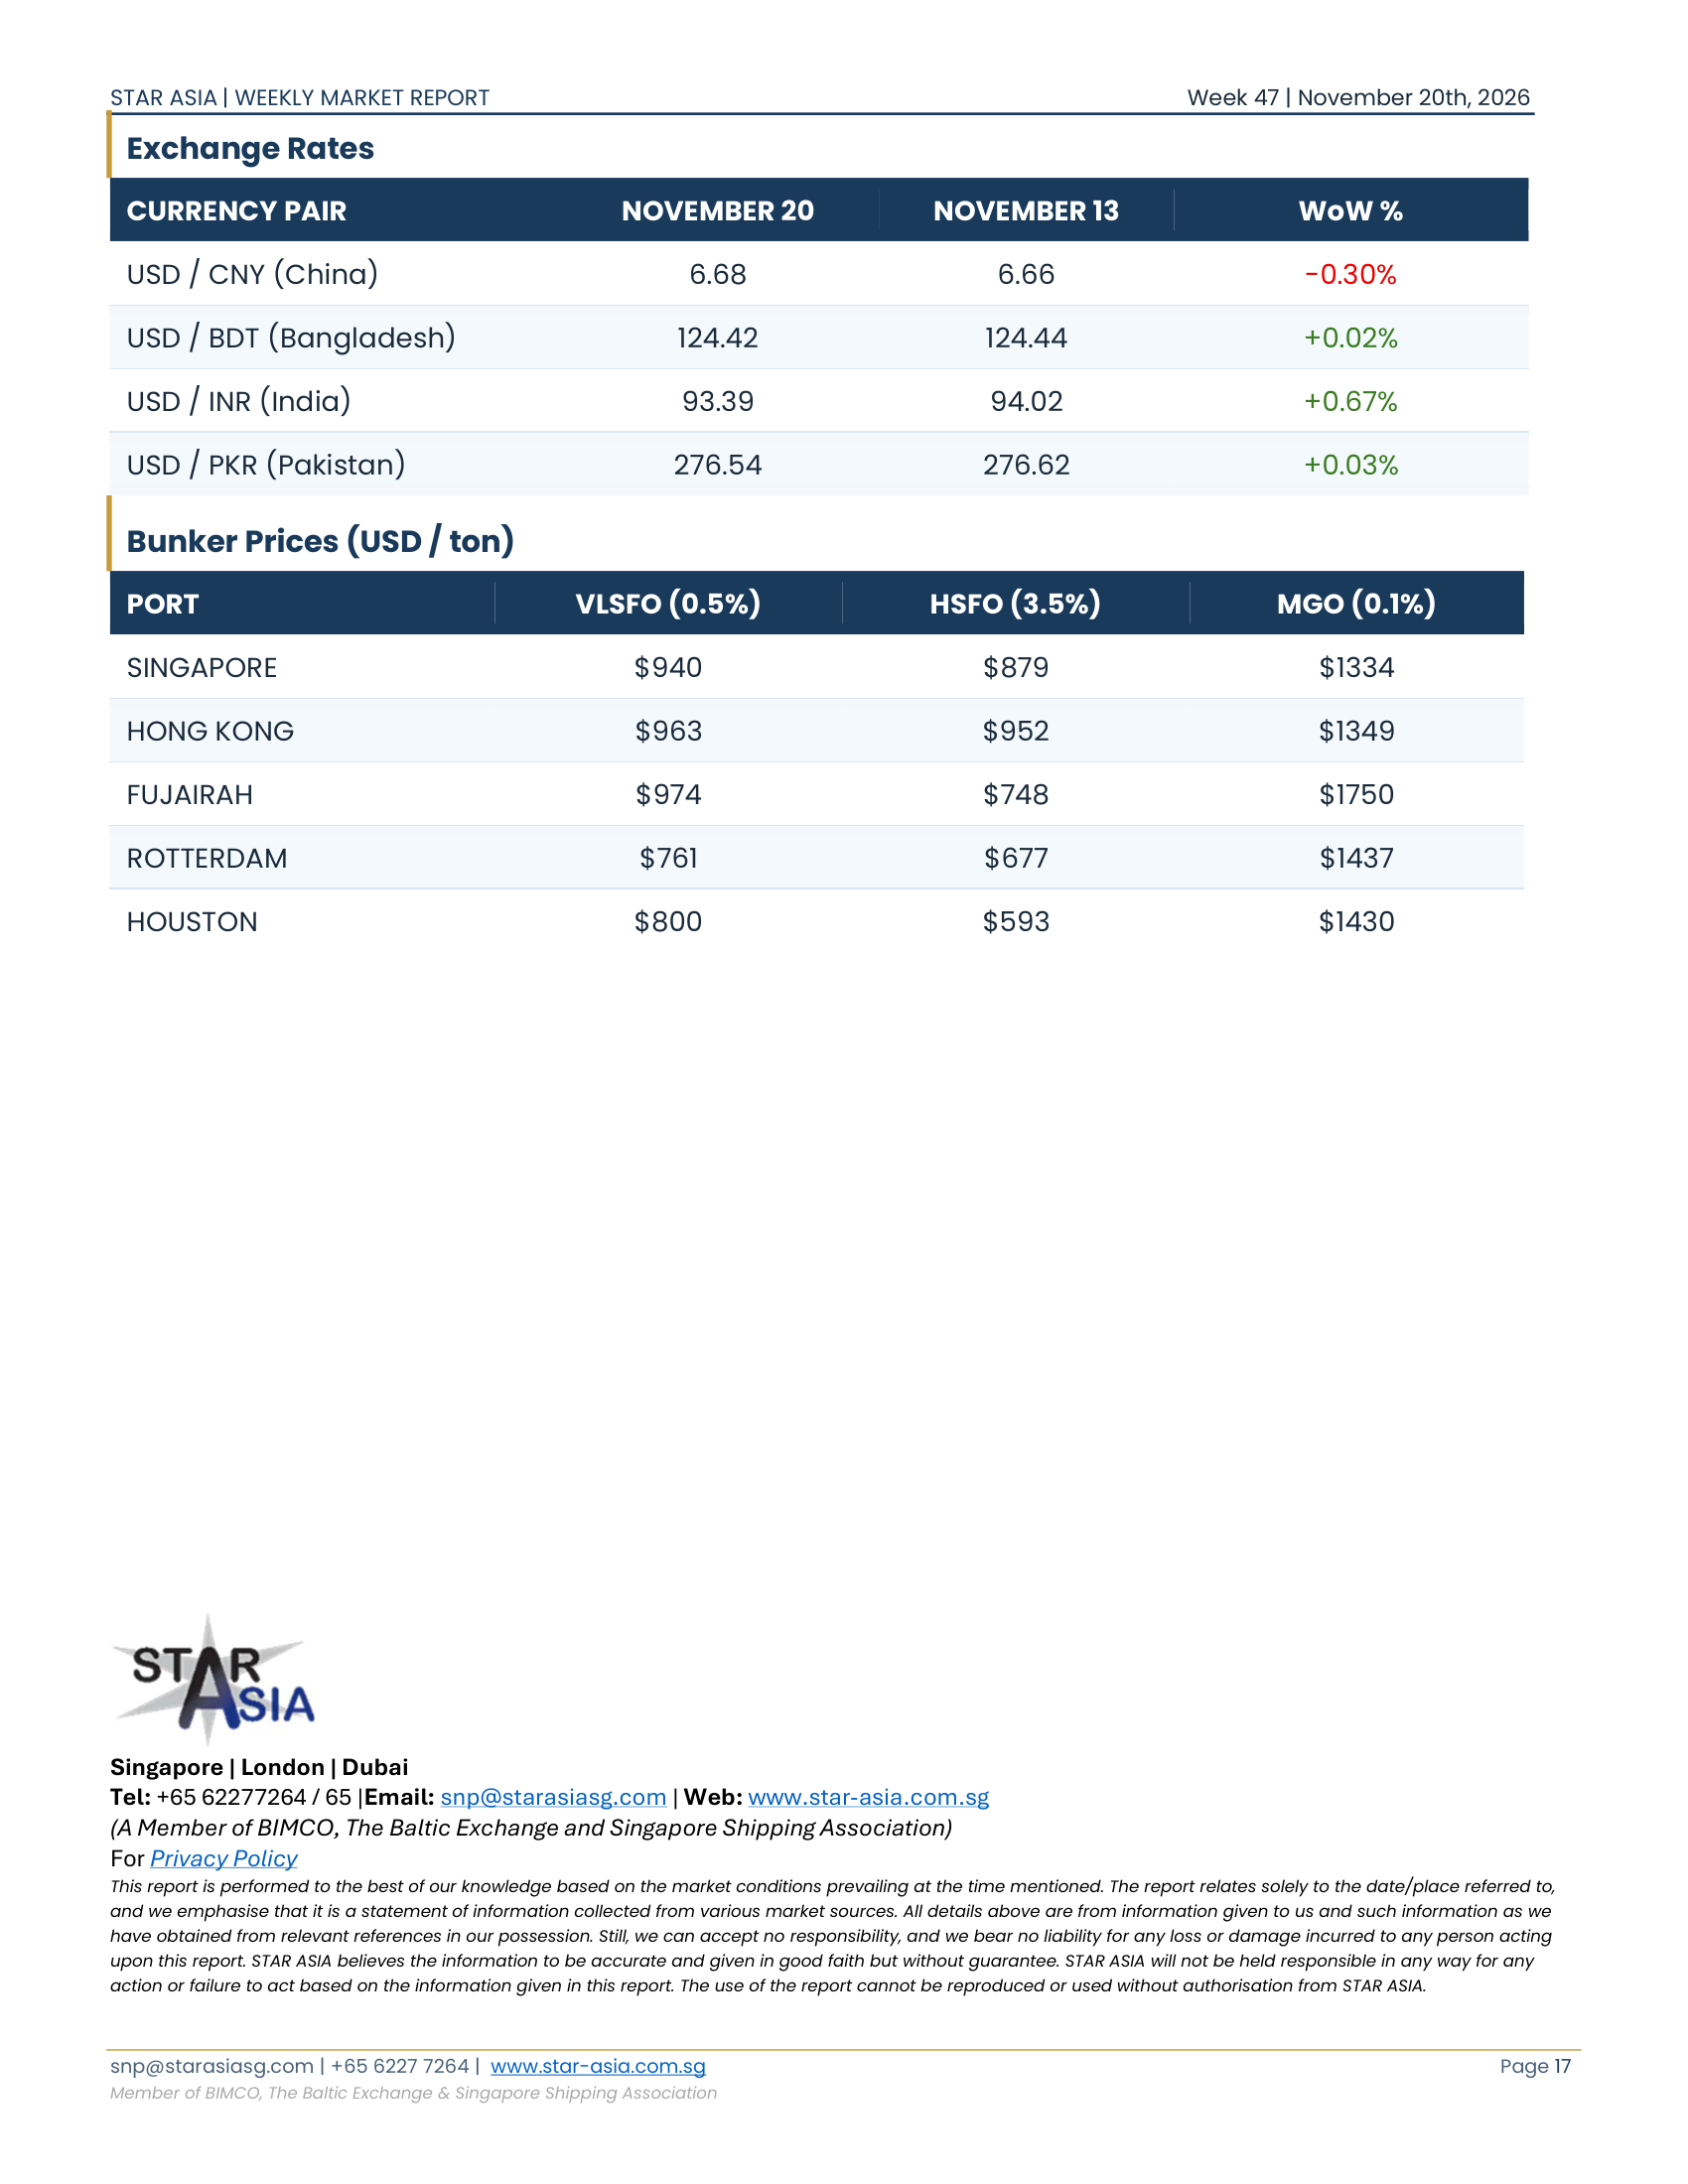 STAR ASIA | WEEKLY MARKET REPORT Week 47 | November 20th, 2026
Exchange Rates
CURRENCY PAIR NOVEMBER 20 NOVEMBER 13 WoW %
USD / CNY (China) 6.68 6.66 -0.30%
USD / BDT (Bangladesh) 124.42 124.44 +0.02%
USD / INR (India) 93.39 94.02 +0.67%
USD / PKR (Pakistan) 276.54 276.62 +0.03%
Bunker Prices (USD / ton)
PORT VLSFO (0.5%) HSFO (3.5%) MGO (0.1%)
SINGAPORE $940 $879 $1334
HONG KONG $963 $952 $1349
FUJAIRAH $974 $748 $1750
ROTTERDAM $761 $677 $1437
HOUSTON $800 $593 $1430
STAR
ASIA
Singapore | London | Dubai
Tel: +65 62277264 / 65 |Email: snp@starasiasg.com | Web: www.star-asia.com.sg
(A Member of BIMCO, The Baltic Exchange and Singapore Shipping Association)
For Privacy Policy
This report is performed to the best of our knowledge based on the market conditions prevailing at the time mentioned. The report relates solely to the date/place referred to,
and we emphasise that it is a statement of information collected from various market sources. All details above are from information given to us and such information as we
have obtained from relevant references in our possession. Still, we can accept no responsibility, and we bear no liability for any loss or damage incurred to any person acting
upon this report. STAR ASIA believes the information to be accurate and given in good faith but without guarantee. STAR ASIA will not be held responsible in any way for any
action or failure to act based on the information given in this report. The use of the report cannot be reproduced or used without authorisation from STAR ASIA.
snp@starasiasg.com | +65 6227 7264 | www.star-asia.com.sg Page 17
Member of BIMCO, The Baltic Exchange & Singapore Shipping Association